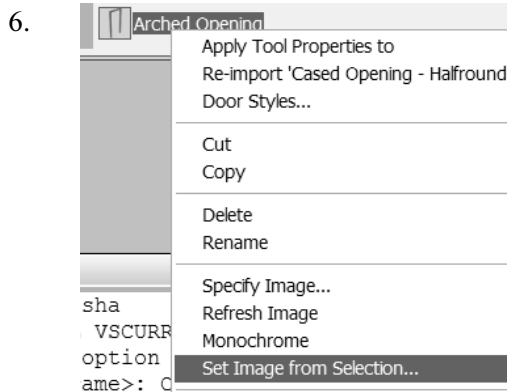 6.
Arched Opening
Apply Tool Properties to
Re-import 'Cased Opening - Halfround
Door Styles...
Cut
Copy
Delete
Rename
Specify Image...
Refresh Image
Monochrome
Set Image from Selection...
sha
VSCURR
option
ame>: